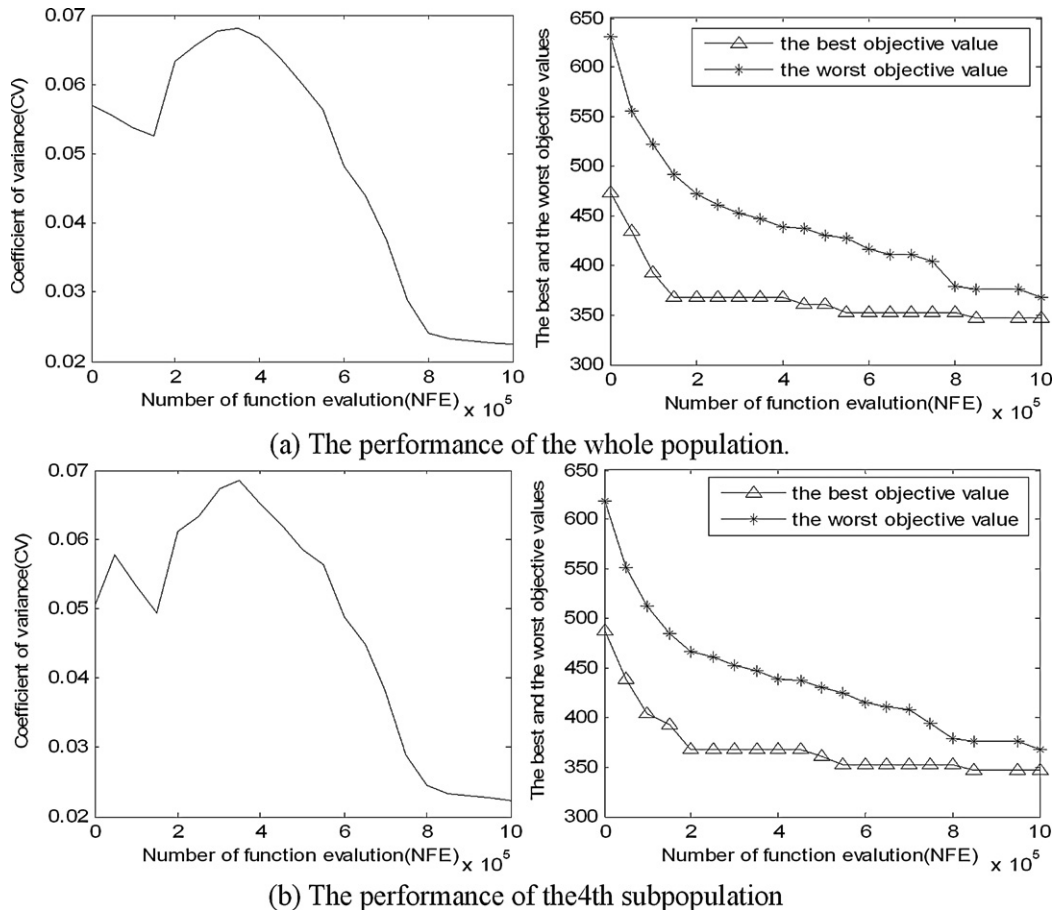 0.07
0.06
0.05
0.04
0.03
0.02
Coefficient of variance(CV)
0 2 4 6 8 10
Number of function evalution(NFE) x 10^5
650
600
550
500
450
400
350
300
The best and the worst objective values
the best objective value
the worst objective value
0 2 4 6 8 10
Number of function evalution(NFE) x 10^5
(a) The performance of the whole population.
0.07
0.06
0.05
0.04
0.03
0.02
Coefficient of variance(CV)
0 2 4 6 8 10
Number of function evalution(NFE) x 10^5
650
600
550
500
450
400
350
300
The best and the worst objective values
the best objective value
the worst objective value
0 2 4 6 8 10
Number of function evalution(NFE) x 10^5
(b) The performance of the4th subpopulation